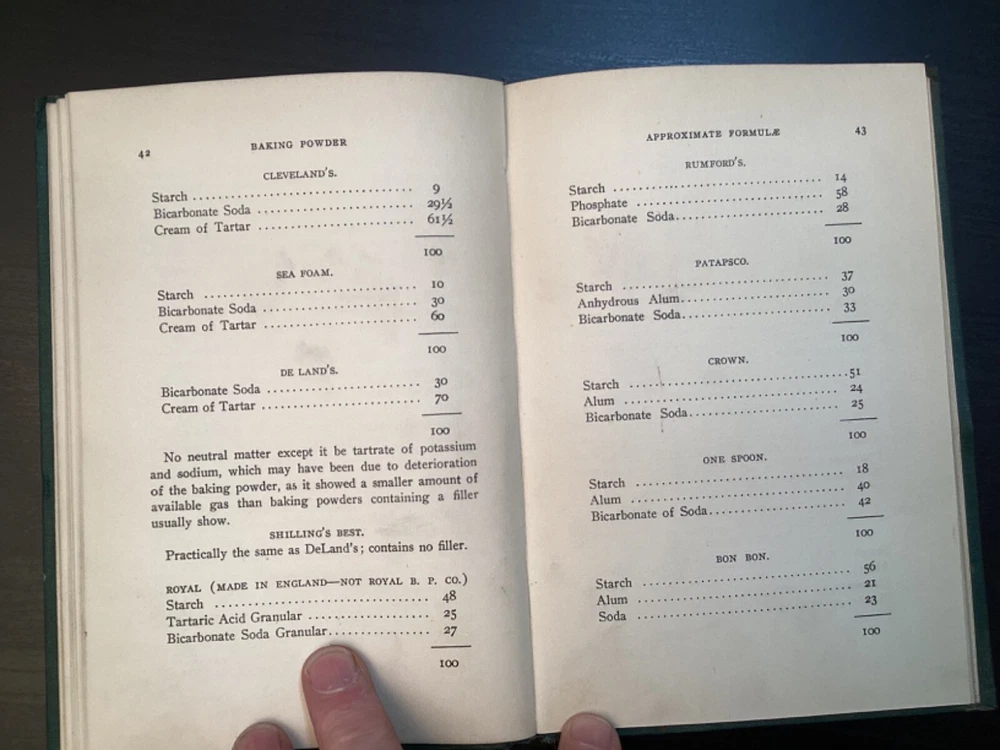 42 BAKING POWDER
CLEVELAND'S.
Starch ........................................ 9
Bicarbonate Soda ............................ 29½
Cream of Tartar ............................ 61½
100
SEA FOAM.
Starch ........................................ 10
Bicarbonate Soda ............................ 30
Cream of Tartar ............................ 60
100
DE LAND'S.
Bicarbonate Soda ............................ 30
Cream of Tartar ............................ 70
100
No neutral matter except it be tartrate of potassium
and sodium, which may have been due to deterioration
of the baking powder, as it showed a smaller amount of
available gas than baking powders containing a filler
usually show.
SHILLING'S BEST.
Practically the same as DeLand's; contains no filler.
ROYAL (MADE IN ENGLAND—NOT ROYAL B. P. CO.)
Starch ........................................ 48
Tartaric Acid Granular ...................... 25
Bicarbonate Soda Granular................. 27
100
APPROXIMATE FORMULÆ 43
RUMFORD'S.
Starch ........................................ 14
Phosphate .................................... 58
Bicarbonate Soda............................ 28
100
PATAPSCO.
Starch ........................................ 37
Anhydrous Alum............................ 30
Bicarbonate Soda............................ 33
100
CROWN.
Starch ........................................51
Alum ........................................ 24
Bicarbonate Soda............................ 25
100
ONE SPOON.
Starch ........................................ 18
Alum ........................................ 40
Bicarbonate of Soda........................ 42
100
BON BON.
Starch ........................................ 56
Alum ........................................ 21
Soda ........................................ 23
100